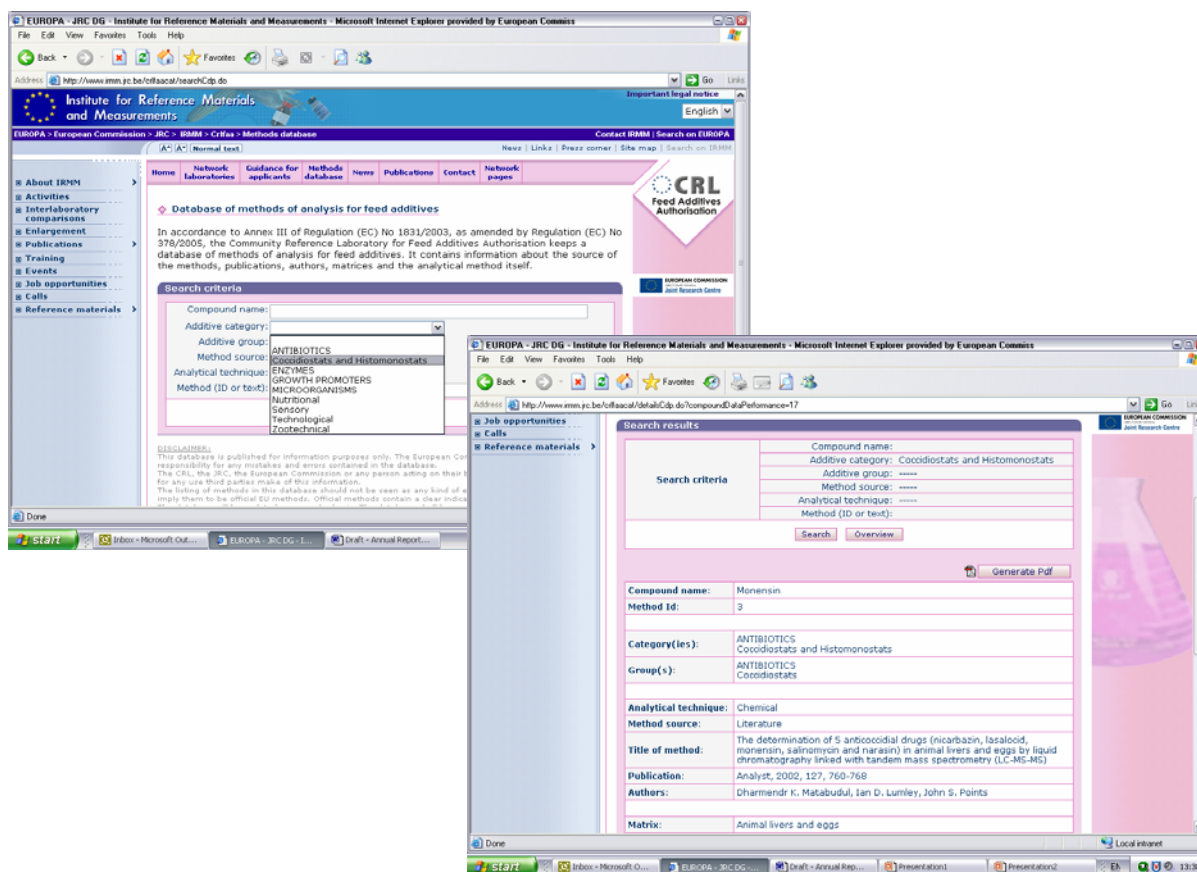 EUROPA - JRC DG - Institute for Reference Materials and Measurements - Microsoft Internet Explorer provided by European Commiss
File Edit View Favorites Tools Help
Back Favorites
Address http://www.irmm.jrc.be/crlfaacat/searchCdp.do Go Links
Important legal notice
Institute for Reference Materials
and Measurements
English
EUROPA > European Commission > JRC > IRMM > Crlfaa > Methods database Contact IRMM | Search on EUROPA
A+ A- Normal text News | Links | Press corner | Site map | Search on IRMM
About IRMM
Activities
Interlaboratory
comparisons
Enlargement
Publications
Training
Events
Job opportunities
Calls
Reference materials
Home Network laboratories Guidance for applicants Methods database News Publications Contact Network pages
CRL
Feed Additives
Authorisation
EUROPEAN COMMISSION
Joint Research Centre
Database of methods of analysis for feed additives
In accordance to Annex III of Regulation (EC) No 1831/2003, as amended by Regulation (EC) No
378/2005, the Community Reference Laboratory for Feed Additives Authorisation keeps a
database of methods of analysis for feed additives. It contains information about the source of
the methods, publications, authors, matrices and the analytical method itself.
Search criteria
Compound name:
Additive category:
Additive group:
Method source:
Analytical technique:
Method (ID or text):
ANTIBIOTICS
Coccidiostats and Histomonostats
ENZYMES
GROWTH PROMOTERS
MICROORGANISMS
Nutritional
Sensory
Technological
Zootechnical
DISCLAIMER:
This database is published for information purposes only. The European Com
responsibility for any mistakes and errors contained in the database.
The CRL, the JRC, the European Commission or any person acting on their b
for any use third parties make of this information.
The listing of methods in this database should not be seen as any kind of e
imply them to be official EU methods. Official methods contain a clear indica
Done
start Inbox - Microsoft Out... EUROPA - JRC DG - I... Draft - Annual Report...
EUROPA - JRC DG - Institute for Reference Materials and Measurements - Microsoft Internet Explorer provided by European Commiss
File Edit View Favorites Tools Help
Back Favorites
Address http://www.irmm.jrc.be/crlfaacat/detailsCdp.do?compoundDataPerfomance=17 Go
Job opportunities
Calls
Reference materials
EUROPEAN COMMISSION
Joint Research Centre
Search results
Search criteria
Compound name:
Additive category: Coccidiostats and Histomonostats
Additive group: -----
Method source: -----
Analytical technique: -----
Method (ID or text):
Search Overview
Generate Pdf
Compound name: Monensin
Method Id: 3
Category(ies): ANTIBIOTICS
Coccidiostats and Histomonostats
Group(s): ANTIBIOTICS
Coccidiostats
Analytical technique: Chemical
Method source: Literature
Title of method: The determination of 5 anticoccidial drugs (nicarbazin, lasalocid,
monensin, salinomycin and narasin) in animal livers and eggs by liquid
chromatography linked with tandem mass spectrometry (LC-MS-MS)
Publication: Analyst, 2002, 127, 760-768
Authors: Dharmendr K. Matabudul, Ian D. Lumley, John S. Points
Matrix: Animal livers and eggs
Done Local intranet
start Inbox - Microsoft O... EUROPA - JRC DG -... Draft - Annual Rep... Presentation1 Presentation2 EN